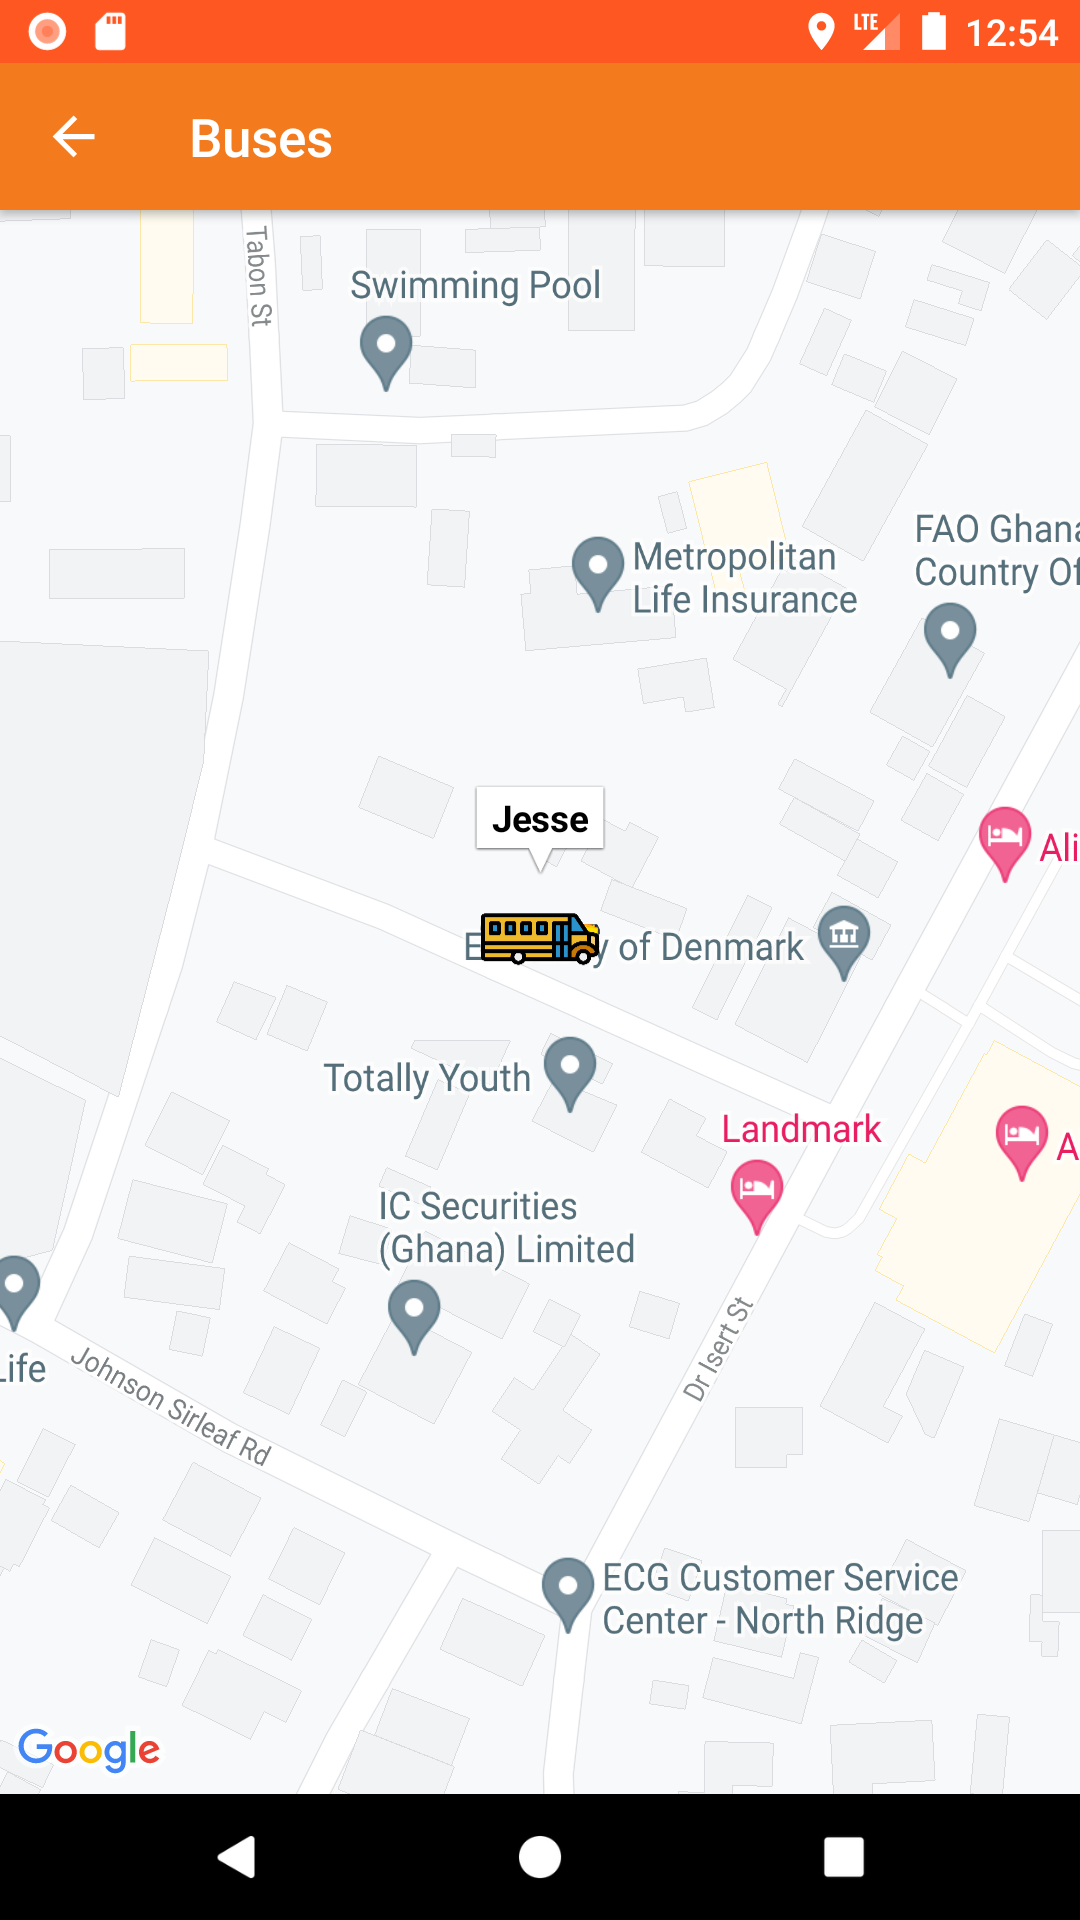 LTE 12:54
Buses
Tabon St
Swimming Pool
Metropolitan
Life Insurance
FAO Ghana
Country Of
Jesse
Ali
of Denmark
Totally Youth
Landmark
A
IC Securities
(Ghana) Limited
Dr Isert St
Life
Johnson Sirleaf Rd
ECG Customer Service
Center - North Ridge
Google